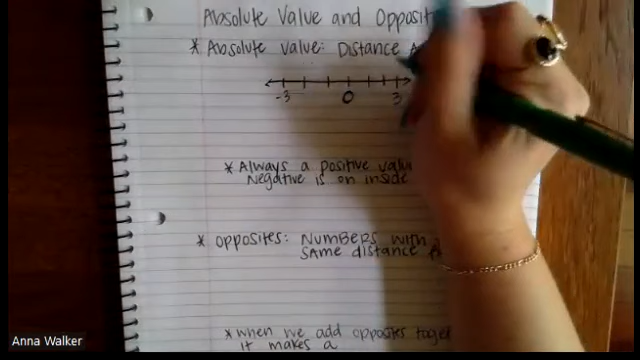 Absolute Value and Opposit
* Absolute value: Distance
-3 0 3
* Always a positive valu
Negative is on inside
* opposites: Numbers with
same distance
* when we add opposites toge
it makes a
Anna Walker